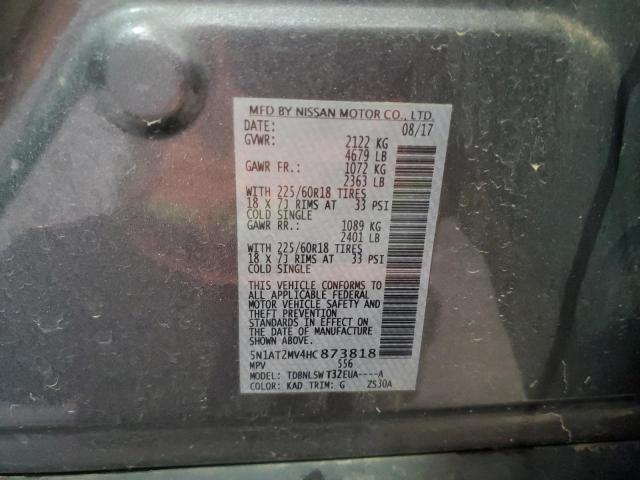 MFD BY NISSAN MOTOR CO., LTD.
DATE: 08/17
GVWR: 2122 KG
4679 LB
GAWR FR.: 1072 KG
2363 LB
WITH 225/60R18 TIRES
18 X 7J RIMS AT 33 PSI
COLD SINGLE
GAWR RR.: 1089 KG
2401 LB
WITH 225/60R18 TIRES
18 X 7J RIMS AT 33 PSI
COLD SINGLE
THIS VEHICLE CONFORMS TO
ALL APPLICABLE FEDERAL
MOTOR VEHICLE SAFETY AND
THEFT PREVENTION
STANDARDS IN EFFECT ON
THE DATE OF MANUFACTURE
SHOWN ABOVE.
5N1AT2MV4HC873818
MPV 556
MODEL: TDBNLSW T32EUA----A
COLOR: KAD TRIM: G ZS30A